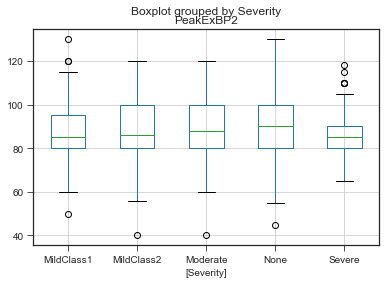 Boxplot grouped by Severity
PeakExBP2
120
100
80
60
40
MildClass1 MildClass2 Moderate None Severe
[Severity]